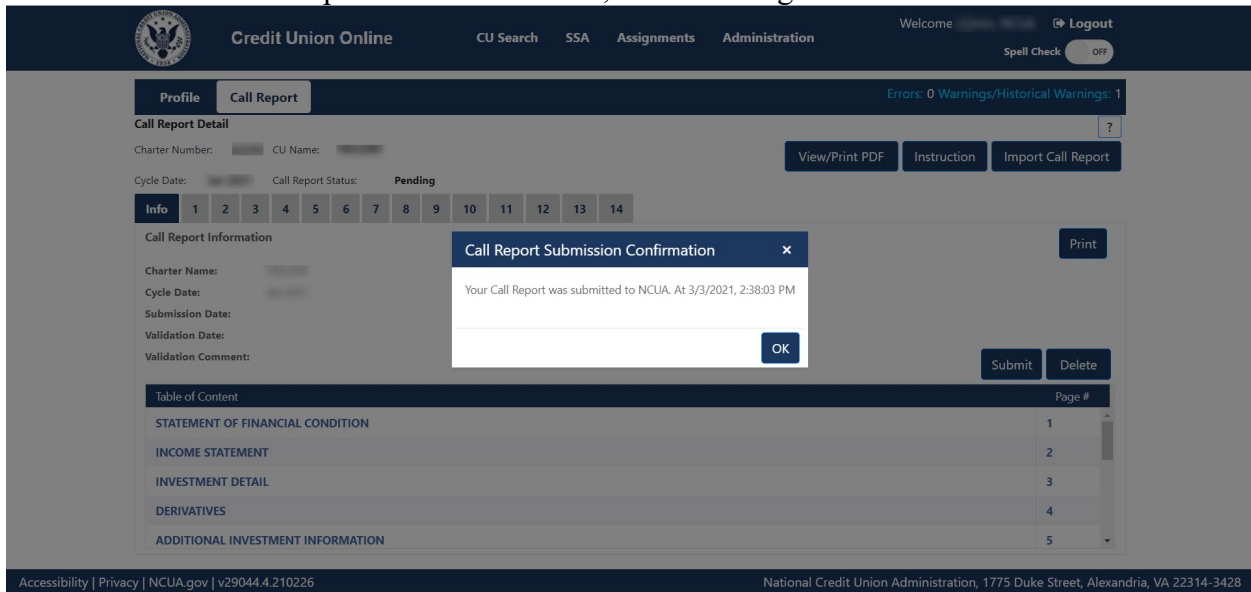 Credit Union Online
CU Search SSA Assignments Administration
Welcome
Logout
Spell Check OFF
Profile Call Report
Errors: 0 Warnings/Historical Warnings: 1
Call Report Detail
?
Charter Number: CU Name:
View/Print PDF Instruction Import Call Report
Cycle Date: Call Report Status: Pending
Info 1 2 3 4 5 6 7 8 9 10 11 12 13 14
Call Report Information
Print
Charter Name:
Cycle Date:
Submission Date:
Validation Date:
Validation Comment:
Call Report Submission Confirmation ×
Your Call Report was submitted to NCUA. At 3/3/2021, 2:38:03 PM
OK
Submit Delete
Table of Content Page #
STATEMENT OF FINANCIAL CONDITION 1
INCOME STATEMENT 2
INVESTMENT DETAIL 3
DERIVATIVES 4
ADDITIONAL INVESTMENT INFORMATION 5
Accessibility | Privacy | NCUA.gov | v29044.4.210226
National Credit Union Administration, 1775 Duke Street, Alexandria, VA 22314-3428